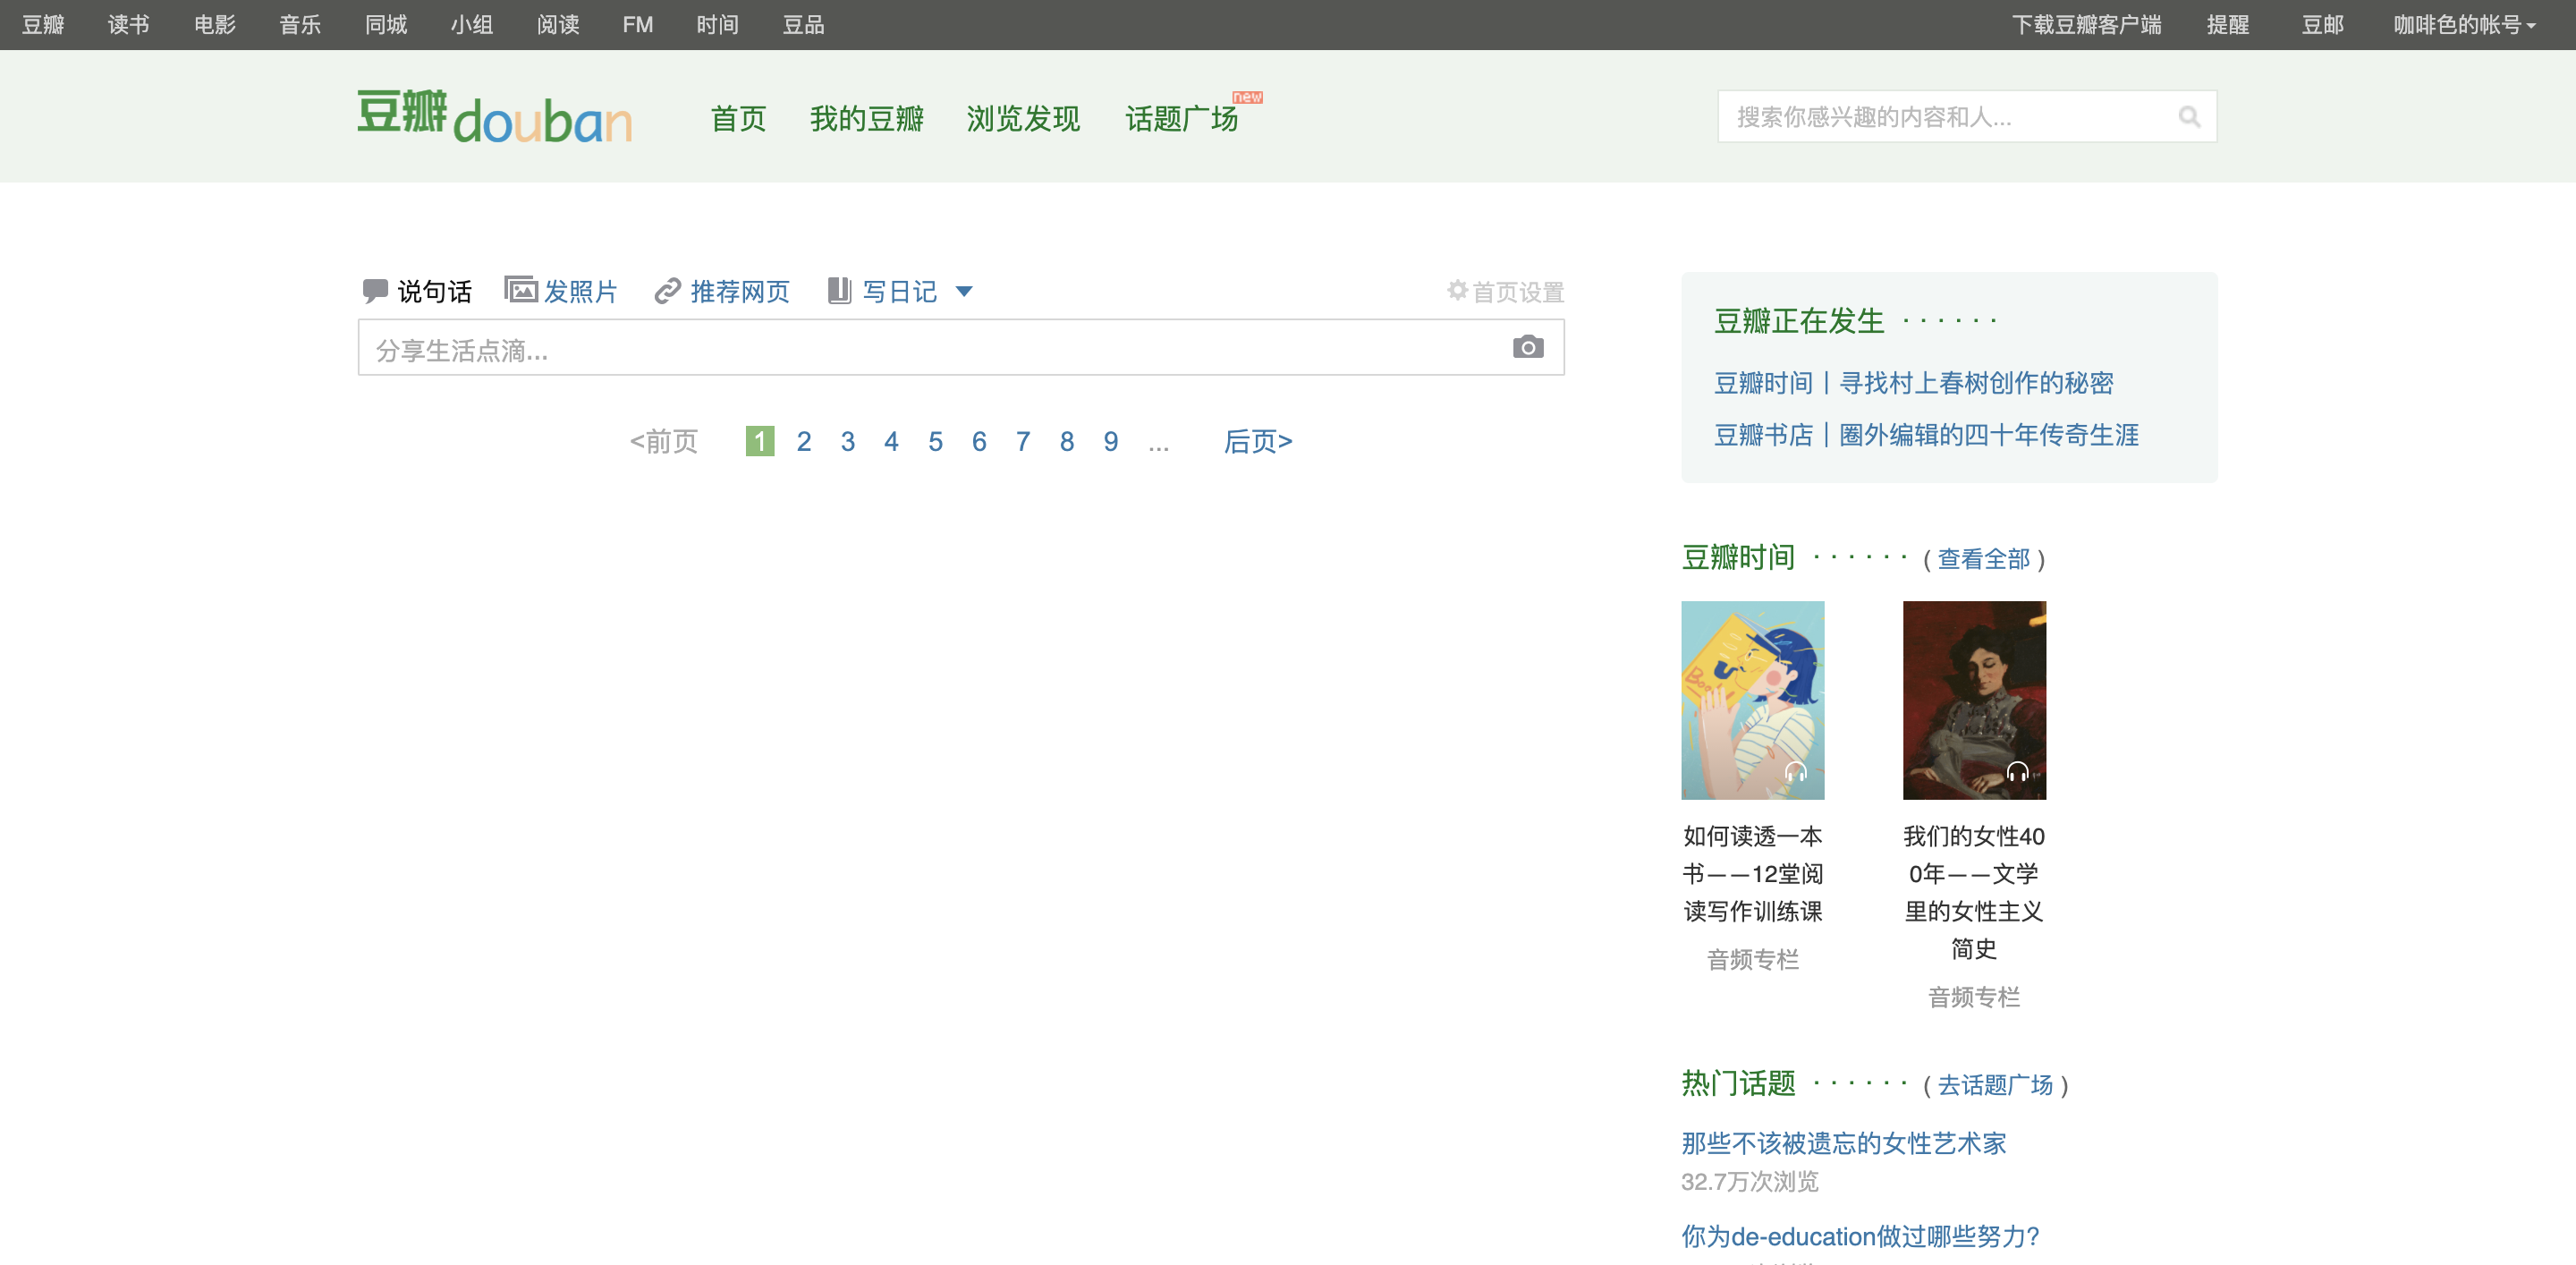 豆瓣 读书 电影 音乐 同城 小组 阅读 FM 时间 豆品 下载豆瓣客户端 提醒 豆邮 咖啡色的帐号
豆瓣 douban 首页 我的豆瓣 浏览发现 话题广场 new 搜索你感兴趣的内容和人...
说句话 发照片 推荐网页 写日记 首页设置
分享生活点滴...
<前页 1 2 3 4 5 6 7 8 9 ... 后页>
豆瓣正在发生 · · · · · ·
豆瓣时间 | 寻找村上春树创作的秘密
豆瓣书店 | 圈外编辑的四十年传奇生涯
豆瓣时间 · · · · · · ( 查看全部 )
如何读透一本
书——12堂阅
读写作训练课
音频专栏
我们的女性40
0年——文学
里的女性主义
简史
音频专栏
热门话题 · · · · · · ( 去话题广场 )
那些不该被遗忘的女性艺术家
32.7万次浏览
你为de-education做过哪些努力?